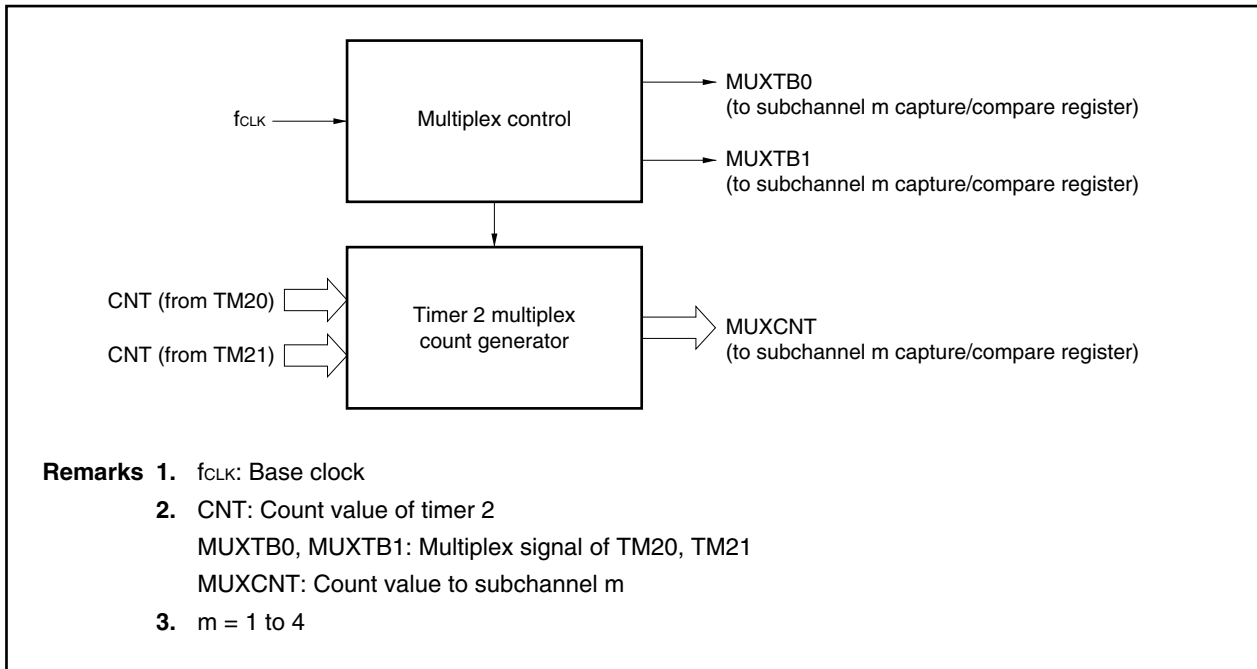 fCLK
Multiplex control
MUXTB0
(to subchannel m capture/compare register)
MUXTB1
(to subchannel m capture/compare register)
CNT (from TM20)
CNT (from TM21)
Timer 2 multiplex
count generator
MUXCNT
(to subchannel m capture/compare register)
Remarks 1. fCLK: Base clock
2. CNT: Count value of timer 2
MUXTB0, MUXTB1: Multiplex signal of TM20, TM21
MUXCNT: Count value to subchannel m
3. m = 1 to 4